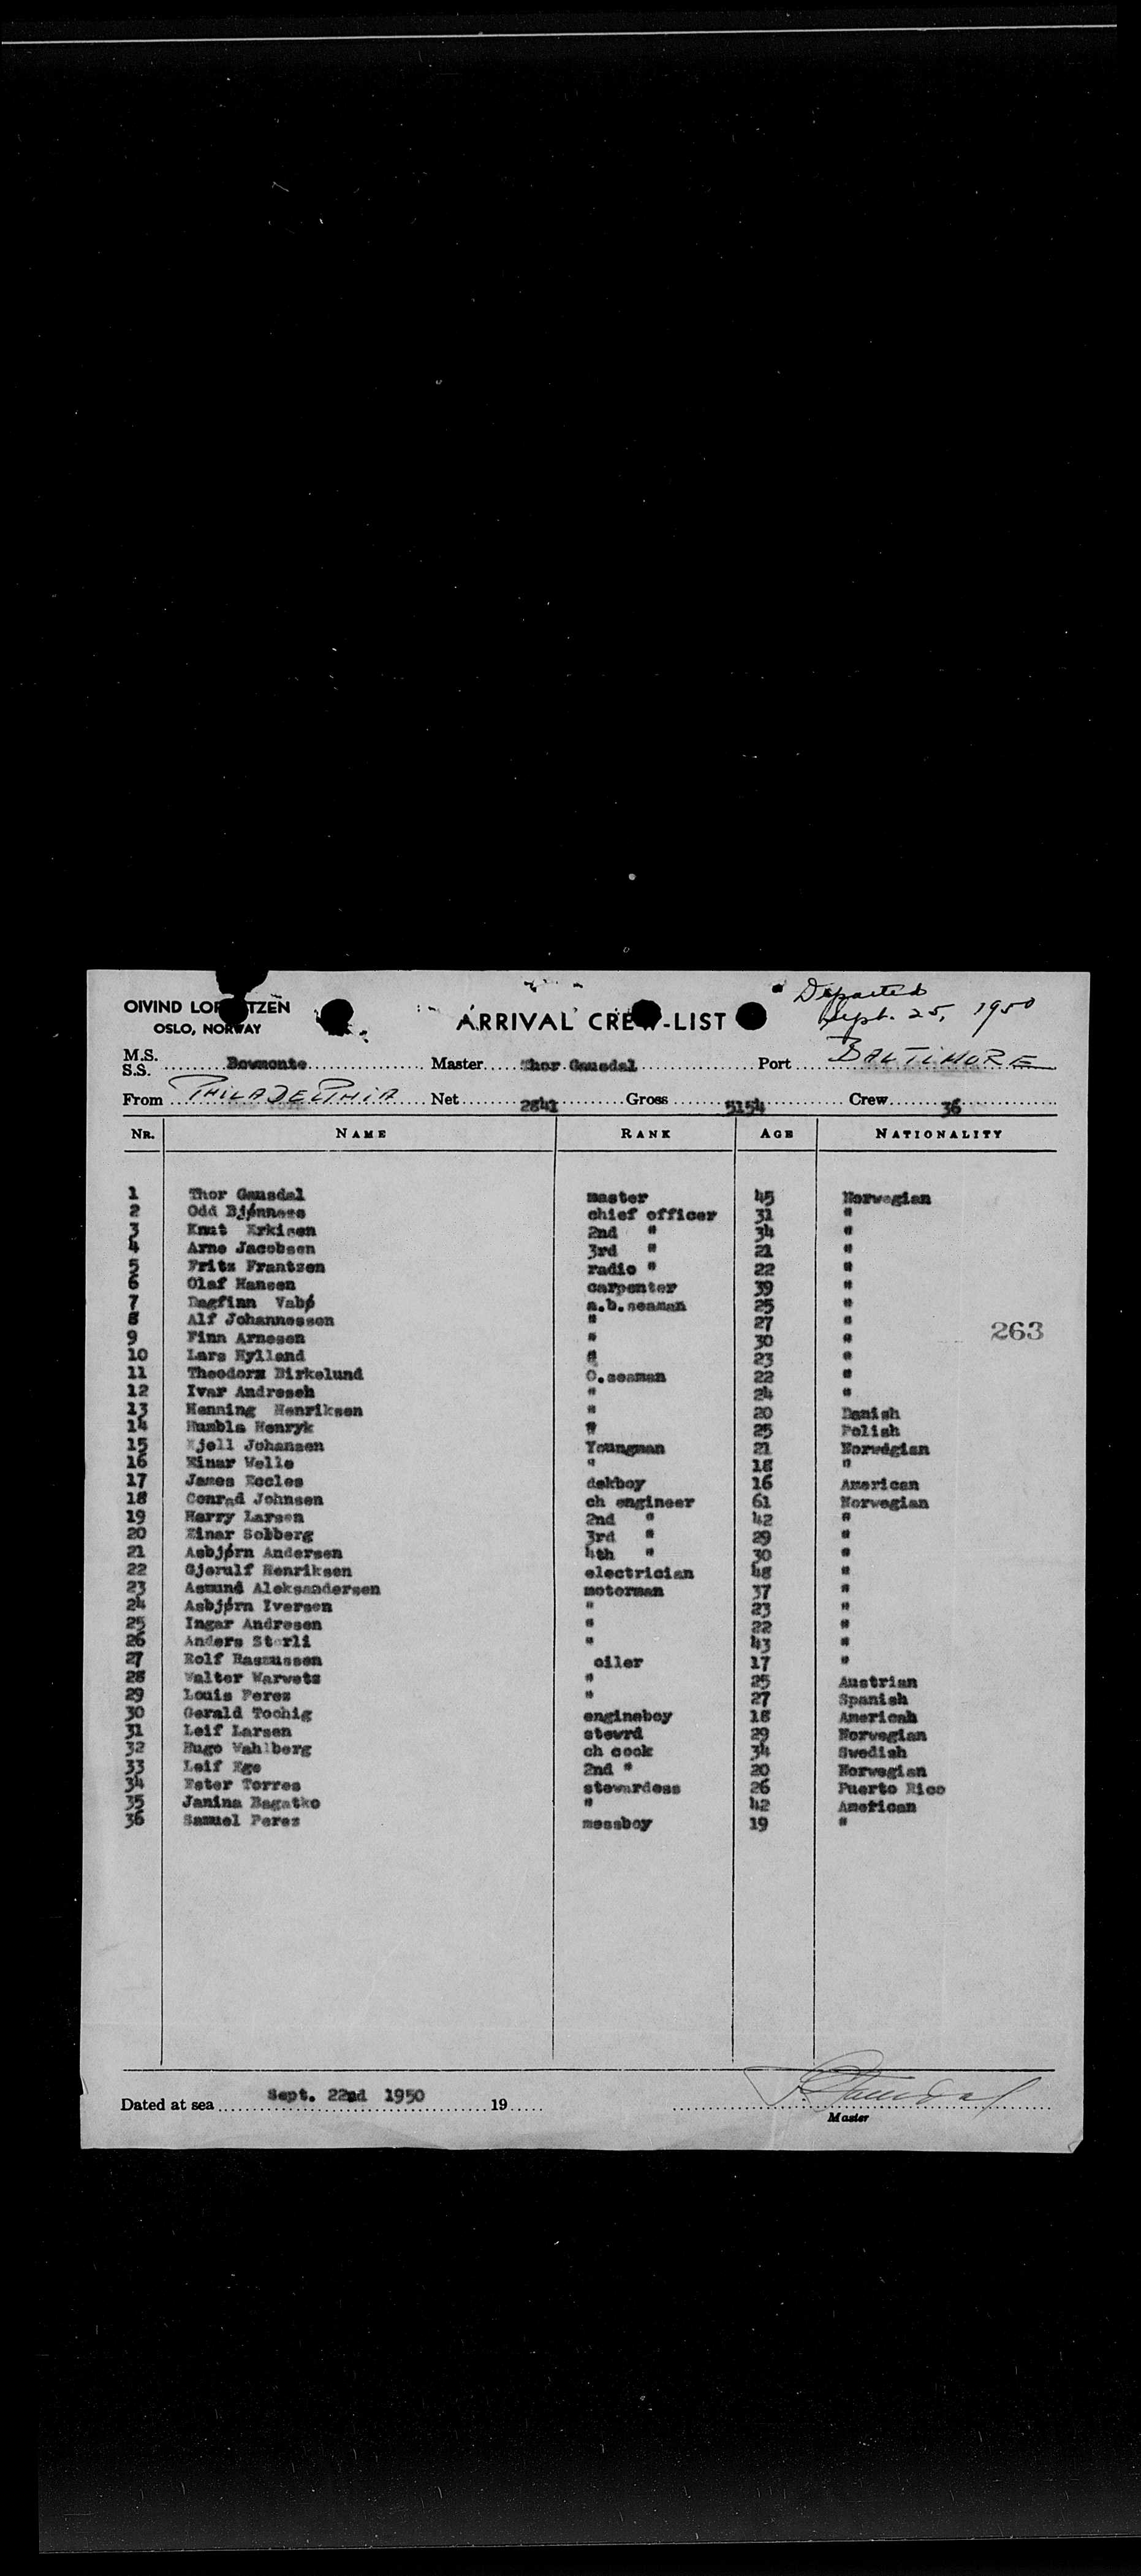 Departed
Sept. 25, 1950
OIVIND LOR TZEN
OSLO, NORWAY
ARRIVAL CREW-LIST
M.S.
S.S. Bowmonte Master Thor Gausdal Port BALTIMORE
From PHILADELPHIA Net 2841 Gross 5154 Crew 36
NR. NAME RANK AGE NATIONALITY
1 Thor Gausdal master 45 Norwegian
2 Odd Bjønness chief officer 31 "
3 Knut Erkisen 2nd " 34 "
4 Arne Jacobsen 3rd " 21 "
5 Fritz Frantzen radio " 22 "
6 Olaf Hansen carpenter 39 "
7 Dagfinn Vabø a.b.seaman 25 "
8 Alf Johannessen " 27 "
9 Finn Arnesen " 30 "
263
10 Lars Hylland " 23 "
11 Theodorm Birkelund O.seaman 22 "
12 Ivar Andreseh " 24 "
13 Henning Henriksen " 20 Danish
14 Humbla Henryk " 25 Polish
15 Kjell Johansen Youngman 21 Norwégian
16 Einar Welle " 18 "
17 James Eccles dekboy 16 American
18 Conrad Johnsen ch engineer 61 Norwegian
19 Harry Larsen 2nd " 42 "
20 Einar Solberg 3rd " 29 "
21 Asbjørn Andersen 4th " 30 "
22 Gjerulf Henriksen electrician 48 "
23 Asmund Aleksandersen motorman 37 "
24 Asbjørn Iversen " 23 "
25 Ingar Andresen " 22 "
26 Anders Storli " 43 "
27 Rolf Rasmussen oiler 17 "
28 Walter Warwets " 25 Austrian
29 Louis Perez " 27 Spanish
30 Gerald Tochig engineboy 18 Americah
31 Leif Larsen stewrd 29 Norwegian
32 Hugo Wahlberg ch cook 34 Swedish
33 Leif Ege 2nd " 20 Norwegian
34 Ester Torres stewardess 26 Puerto Rico
35 Janina Bagatko " 42 American
36 Samuel Perez messboy 19 "
Dated at sea Sept. 22nd 1950 19
T. Gausdal
Master